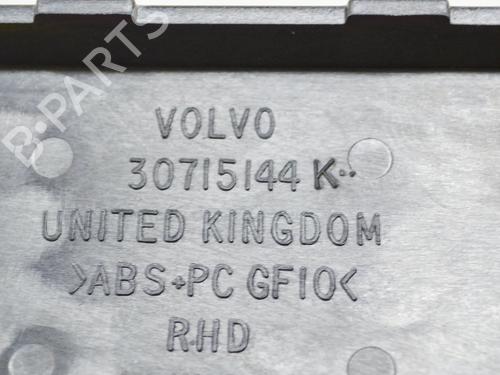 B-PARTS
VOLVO
30715144 K··
UNITED KINGDOM
>ABS+PC GF10<
RHD